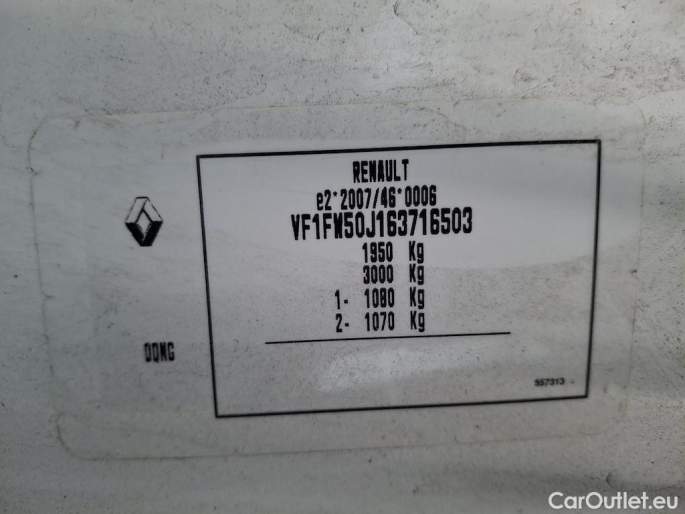 RENAULT
e2*2007/46*0006
VF1FW50J163716503
1950 Kg
3000 Kg
1- 1080 Kg
2- 1070 Kg
DQNG
557313
CarOutlet.eu